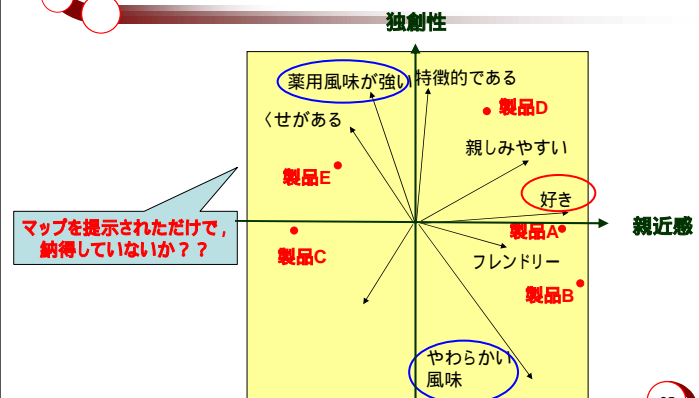 独創性
薬用風味が強い
特徴的である
製品D
くせがある
親しみやすい
製品E
好き
マップを提示されただけで，
納得していないか？？
製品A
親近感
製品C
フレンドリー
製品B
やわらかい
風味